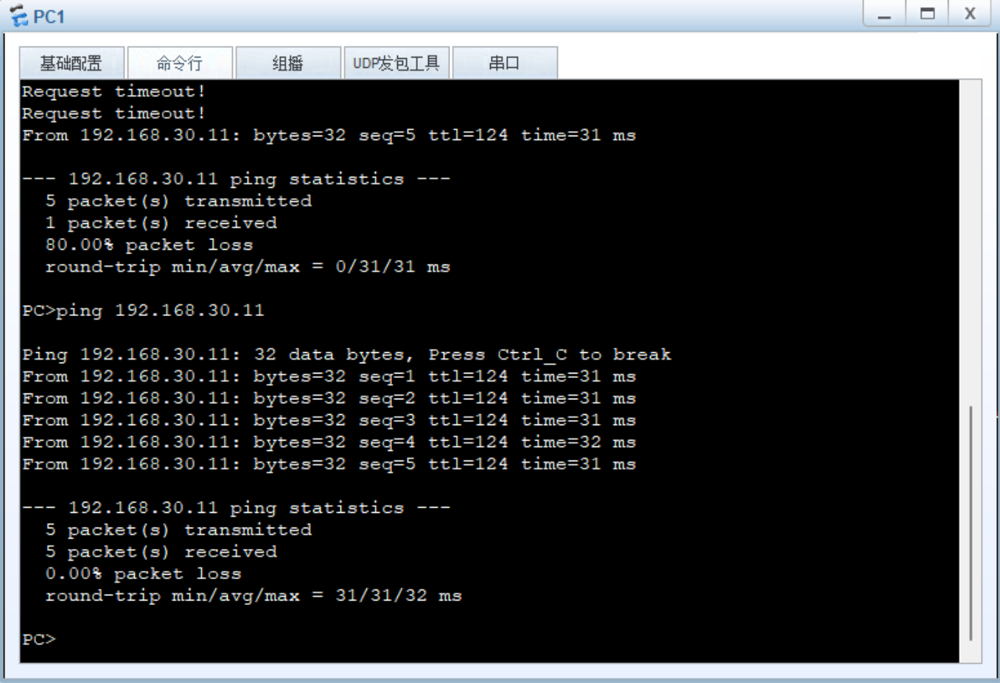 PC1
基础配置 命令行 组播 UDP发包工具 串口
Request timeout!
Request timeout!
From 192.168.30.11: bytes=32 seq=5 ttl=124 time=31 ms
--- 192.168.30.11 ping statistics ---
5 packet(s) transmitted
1 packet(s) received
80.00% packet loss
round-trip min/avg/max = 0/31/31 ms
PC>ping 192.168.30.11
Ping 192.168.30.11: 32 data bytes, Press Ctrl_C to break
From 192.168.30.11: bytes=32 seq=1 ttl=124 time=31 ms
From 192.168.30.11: bytes=32 seq=2 ttl=124 time=31 ms
From 192.168.30.11: bytes=32 seq=3 ttl=124 time=31 ms
From 192.168.30.11: bytes=32 seq=4 ttl=124 time=32 ms
From 192.168.30.11: bytes=32 seq=5 ttl=124 time=31 ms
--- 192.168.30.11 ping statistics ---
5 packet(s) transmitted
5 packet(s) received
0.00% packet loss
round-trip min/avg/max = 31/31/32 ms
PC>